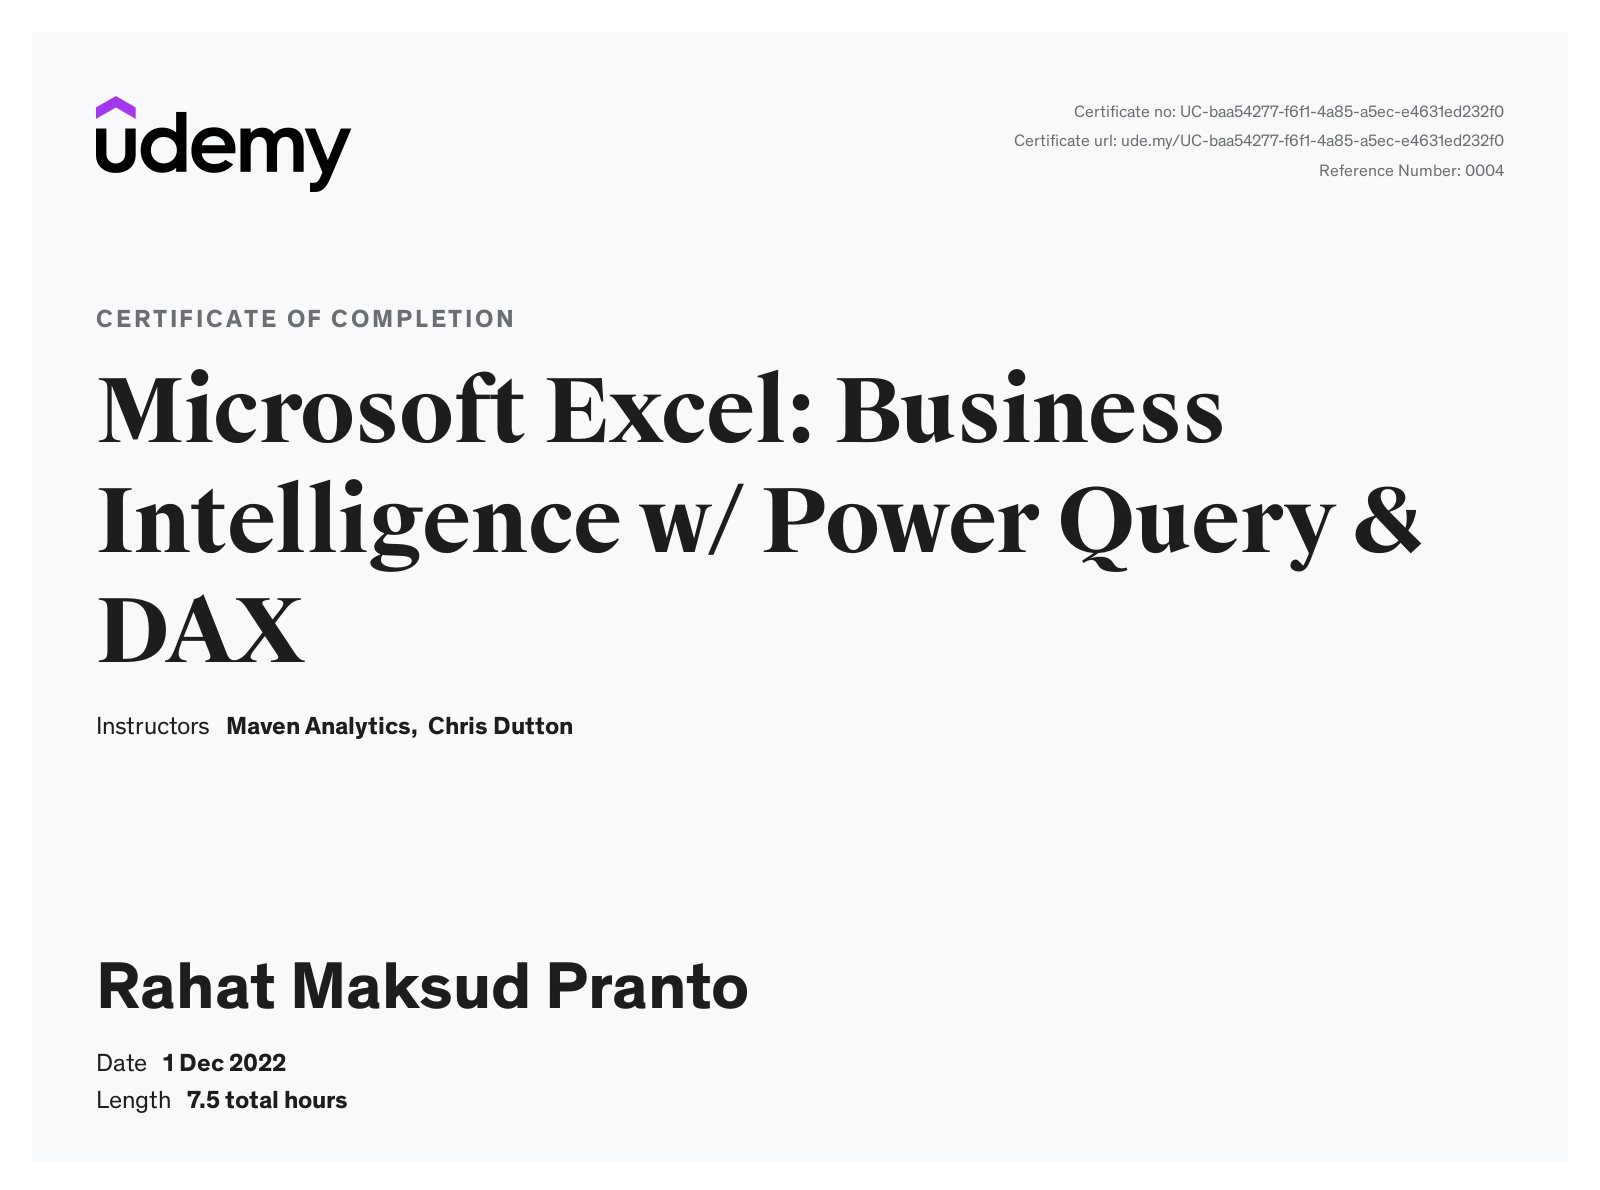 udemy
Certificate no: UC-baa54277-f6f1-4a85-a5ec-e4631ed232f0
Certificate url: ude.my/UC-baa54277-f6f1-4a85-a5ec-e4631ed232f0
Reference Number: 0004
CERTIFICATE OF COMPLETION
Microsoft Excel: Business
Intelligence w/ Power Query &
DAX
Instructors Maven Analytics, Chris Dutton
Rahat Maksud Pranto
Date 1 Dec 2022
Length 7.5 total hours